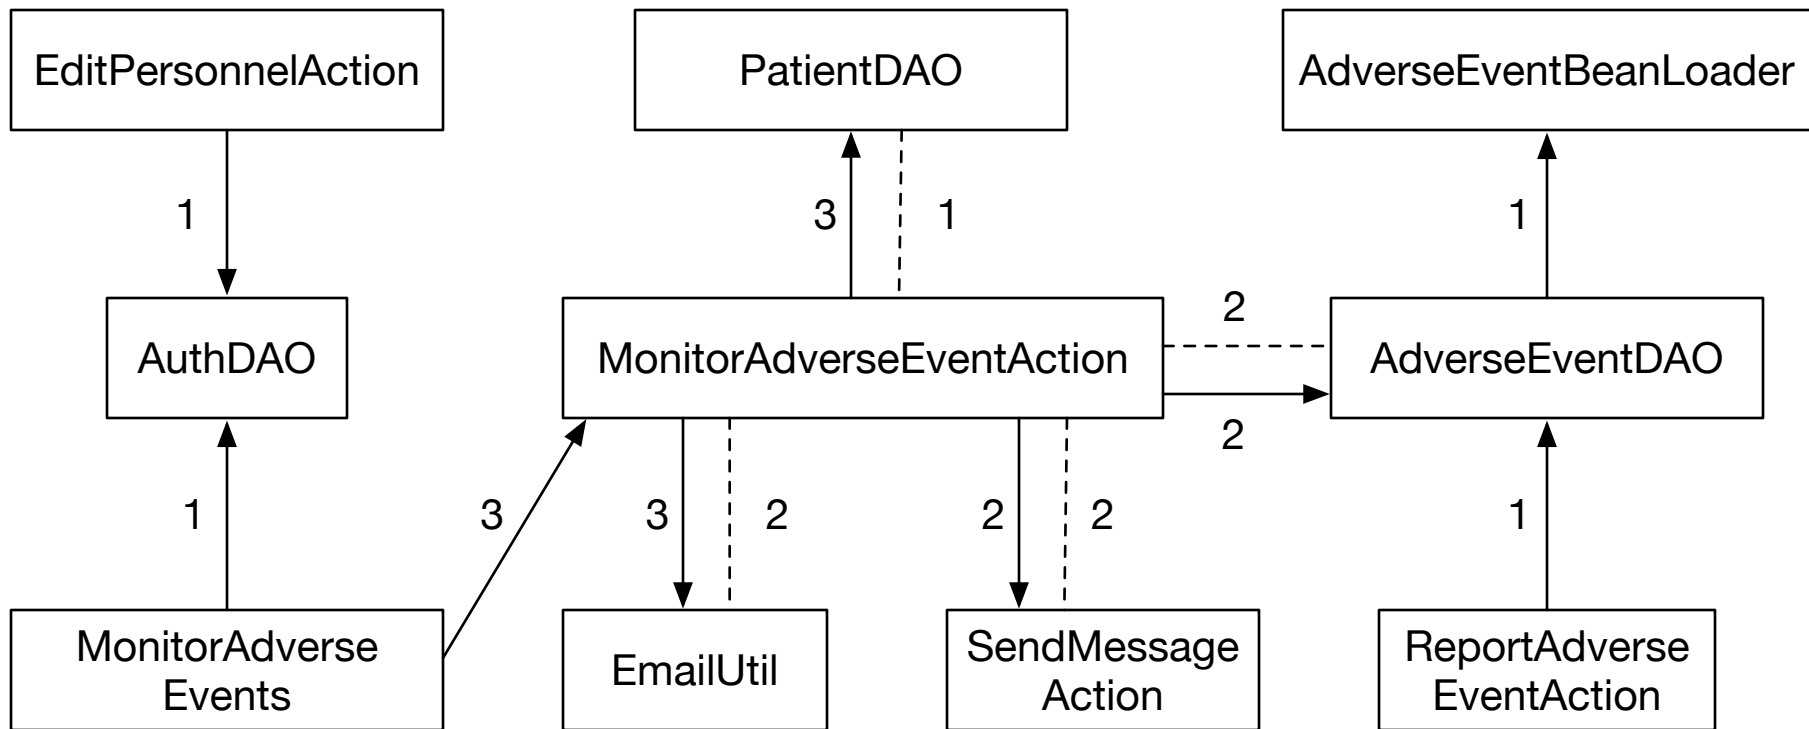 EditPersonnelAction
PatientDAO
AdverseEventBeanLoader
1
3
1
1
AuthDAO
MonitorAdverseEventAction
2
AdverseEventDAO
2
1
3
3
2
2
2
1
MonitorAdverse
Events
EmailUtil
SendMessage
Action
ReportAdverse
EventAction